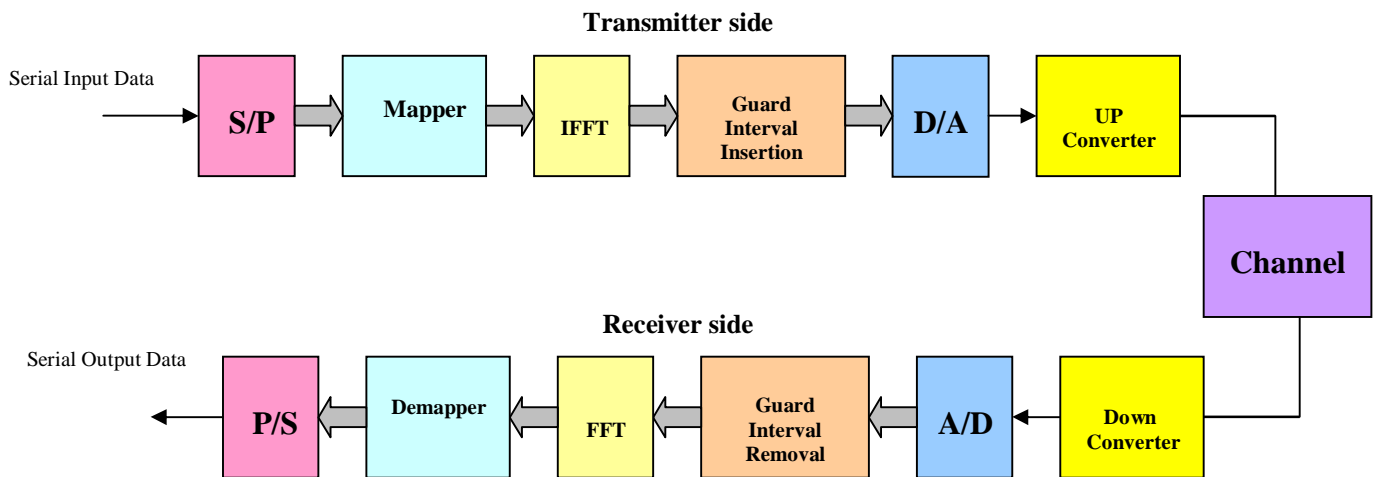 Transmitter side
Serial Input Data
S/P
Mapper
IFFT
Guard
Interval
Insertion
D/A
UP
Converter
Channel
Receiver side
Serial Output Data
P/S
Demapper
FFT
Guard
Interval
Removal
A/D
Down
Converter